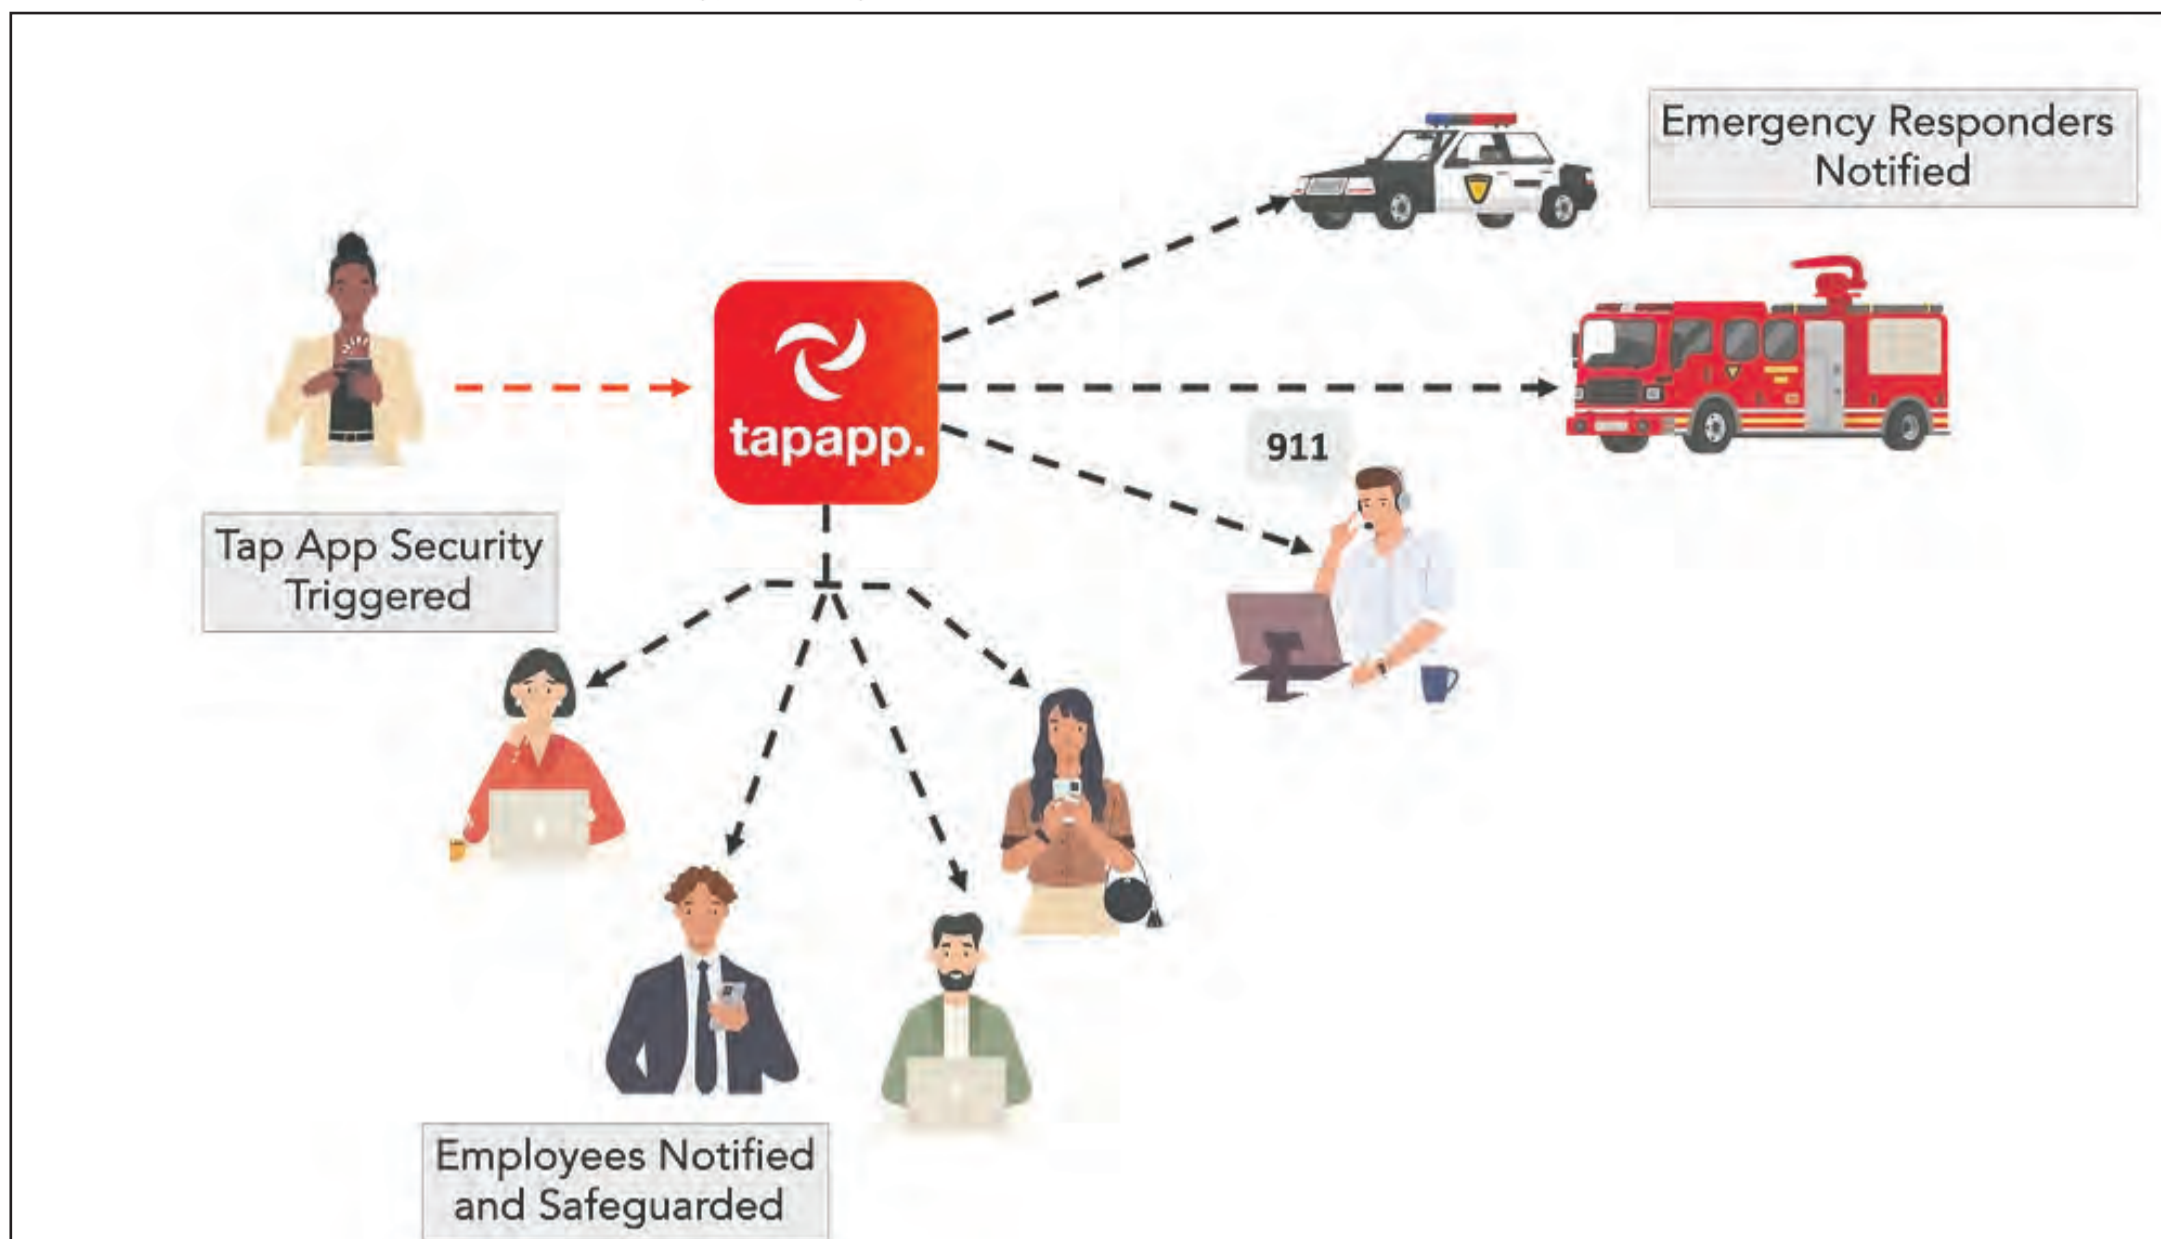 Emergency Responders
Notified
tapapp.
911
Tap App Security
Triggered
Employees Notified
and Safeguarded